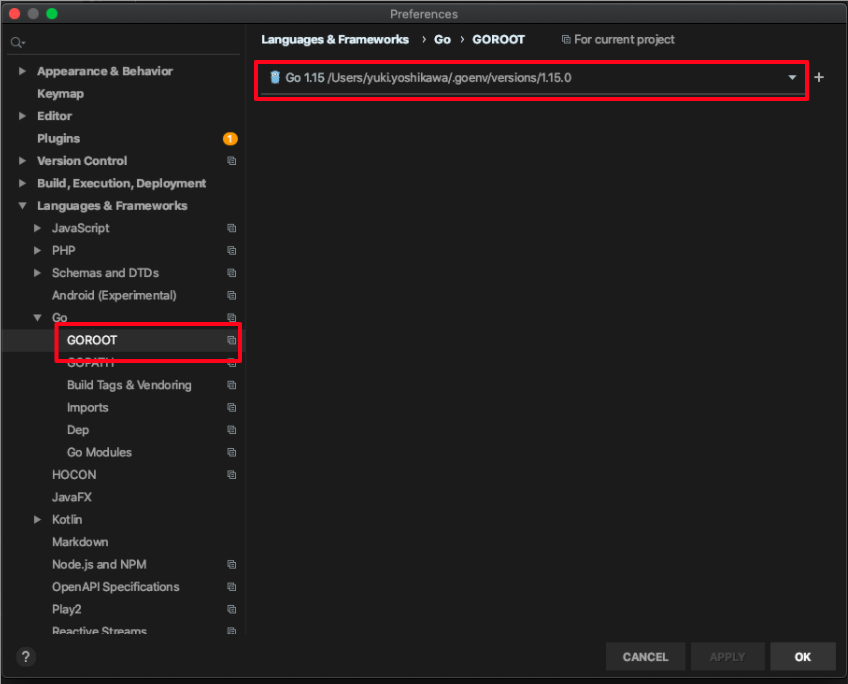 Preferences
Languages & Frameworks › Go › GOROOT For current project
Go 1.15 /Users/yuki.yoshikawa/.goenv/versions/1.15.0
Appearance & Behavior
Keymap
Editor
Plugins 1
Version Control
Build, Execution, Deployment
Languages & Frameworks
JavaScript
PHP
Schemas and DTDs
Android (Experimental)
Go
GOROOT
GOPATH
Build Tags & Vendoring
Imports
Dep
Go Modules
HOCON
JavaFX
Kotlin
Markdown
Node.js and NPM
OpenAPI Specifications
Play2
Reactive Streams
? CANCEL APPLY OK